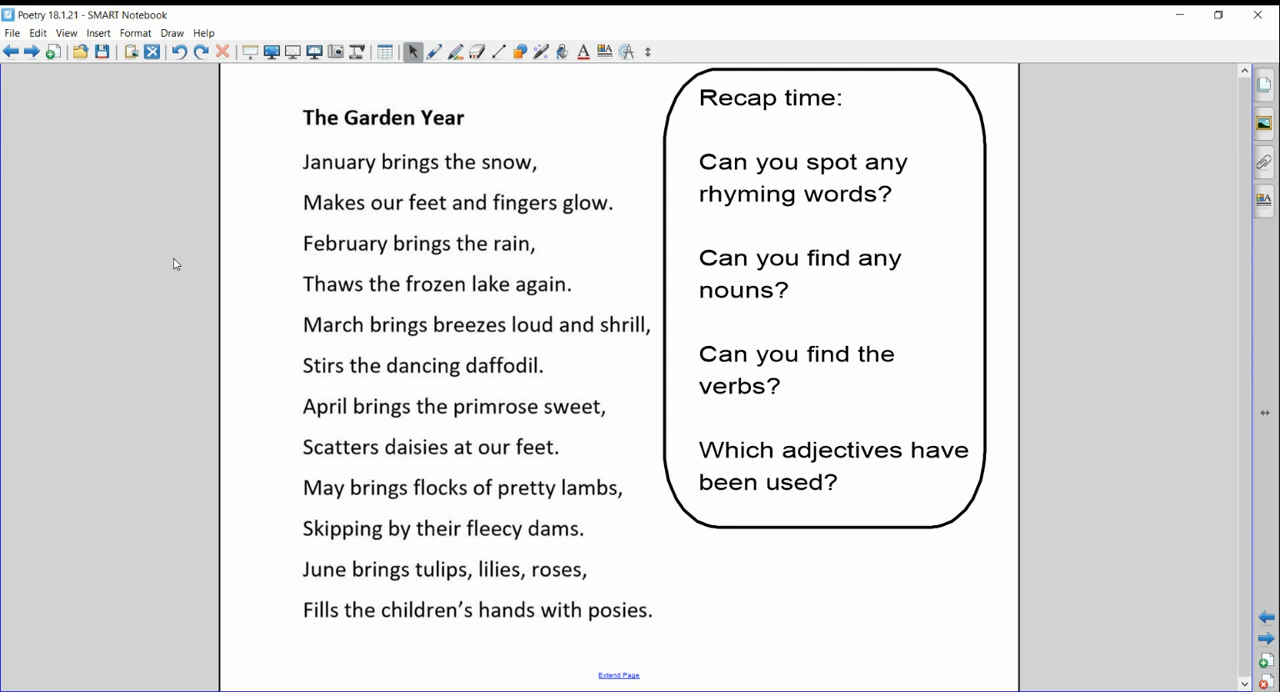 Poetry 18.1.21 - SMART Notebook
File Edit View Insert Format Draw Help
The Garden Year
January brings the snow,
Makes our feet and fingers glow.
February brings the rain,
Thaws the frozen lake again.
March brings breezes loud and shrill,
Stirs the dancing daffodil.
April brings the primrose sweet,
Scatters daisies at our feet.
May brings flocks of pretty lambs,
Skipping by their fleecy dams.
June brings tulips, lilies, roses,
Fills the children’s hands with posies.
Recap time:
Can you spot any
rhyming words?
Can you find any
nouns?
Can you find the
verbs?
Which adjectives have
been used?
Extend Page